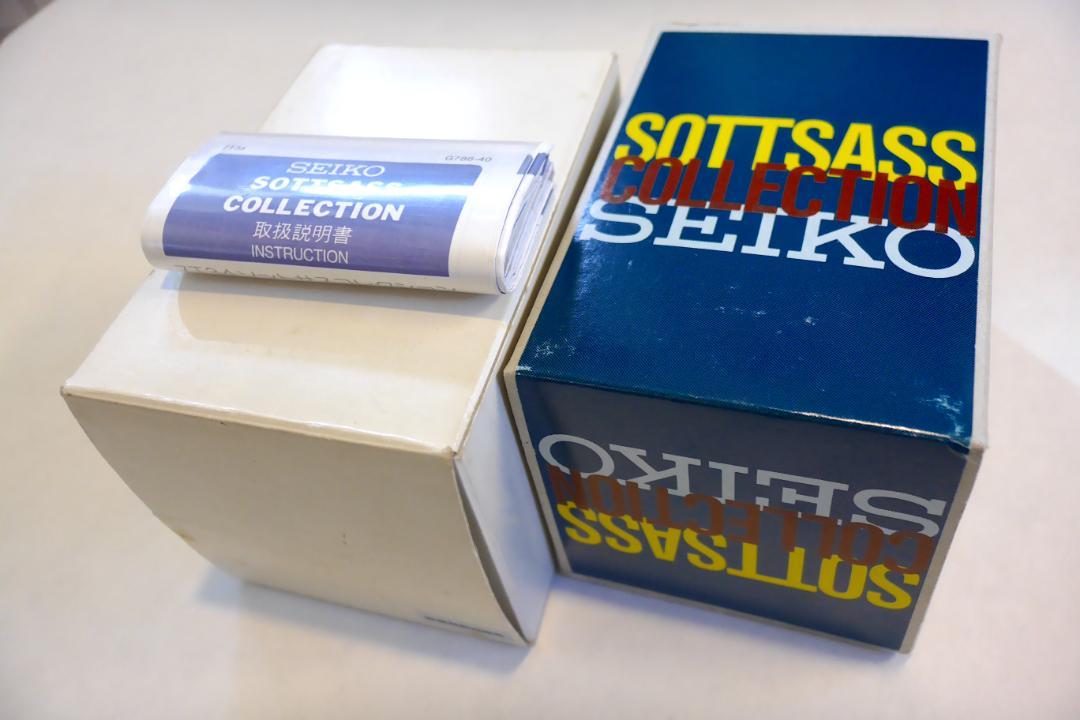 G786-40
SEIKO
SOTTSASS
COLLECTION
取扱説明書
INSTRUCTION
SOTTSASS
COLLECTION
SEIKO
SEIKO
COLLECTION
SOTTSASS